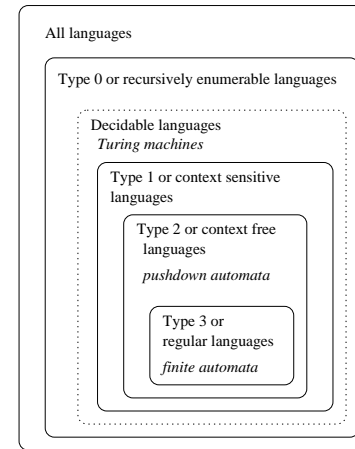 All languages
Type 0 or recursively enumerable languages
Decidable languages
Turing machines
Type 1 or context sensitive
languages
Type 2 or context free
languages
pushdown automata
Type 3 or
regular languages
finite automata